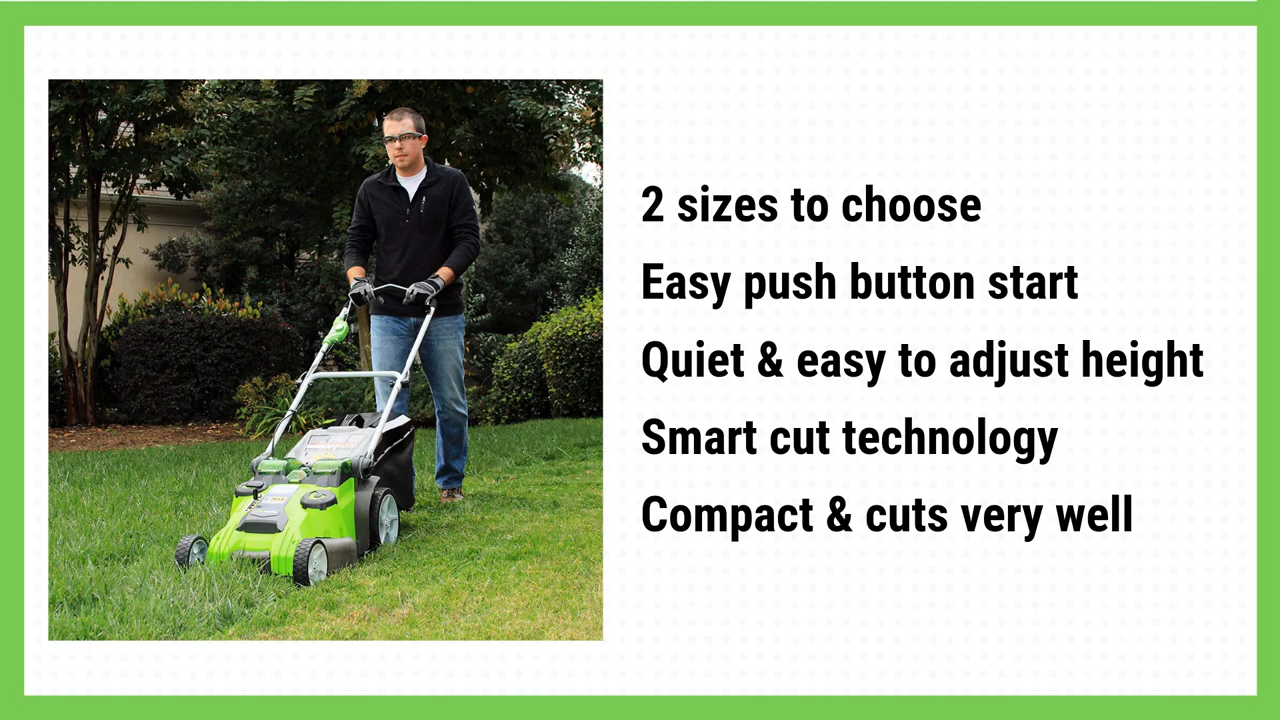 2 sizes to choose
Easy push button start
Quiet & easy to adjust height
Smart cut technology
Compact & cuts very well